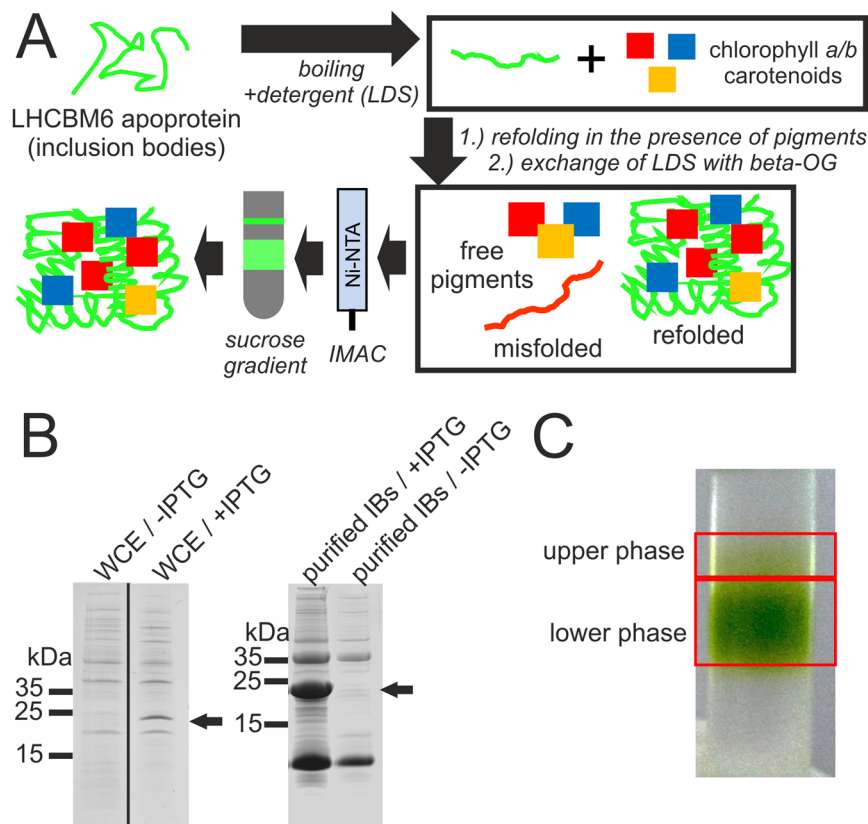 A
LHCBM6 apoprotein
(inclusion bodies)
boiling
+detergent (LDS)
+
chlorophyll a/b
carotenoids
1.) refolding in the presence of pigments
2.) exchange of LDS with beta-OG
free
pigments
misfolded
refolded
Ni-NTA
IMAC
sucrose
gradient
B
WCE / -IPTG
WCE / +IPTG
kDa
35
25
15
purified IBs / +IPTG
purified IBs / -IPTG
kDa
35
25
15
C
upper phase
lower phase